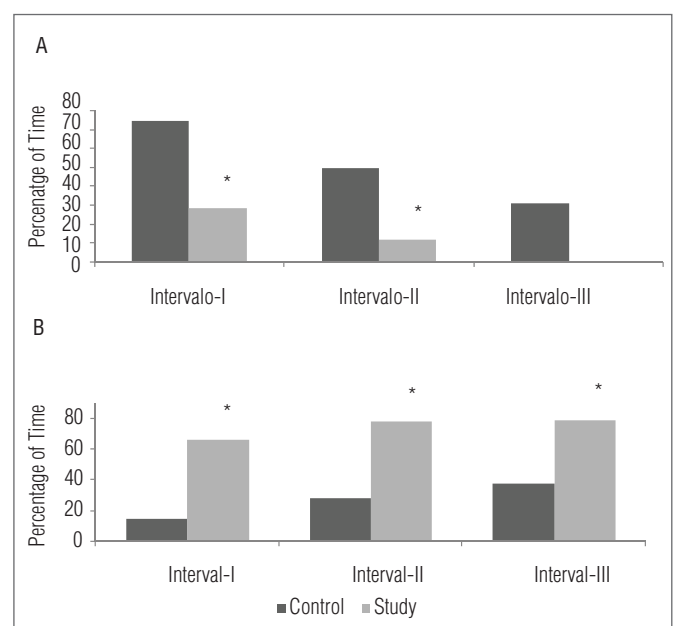 A
Percenatge of Time
80
70
60
50
40
30
20
10
0
*
*
Intervalo-I Intervalo-II Intervalo-III
B
Percentage of Time
80
60
40
20
0
* * *
Interval-I Interval-II Interval-III
Control Study